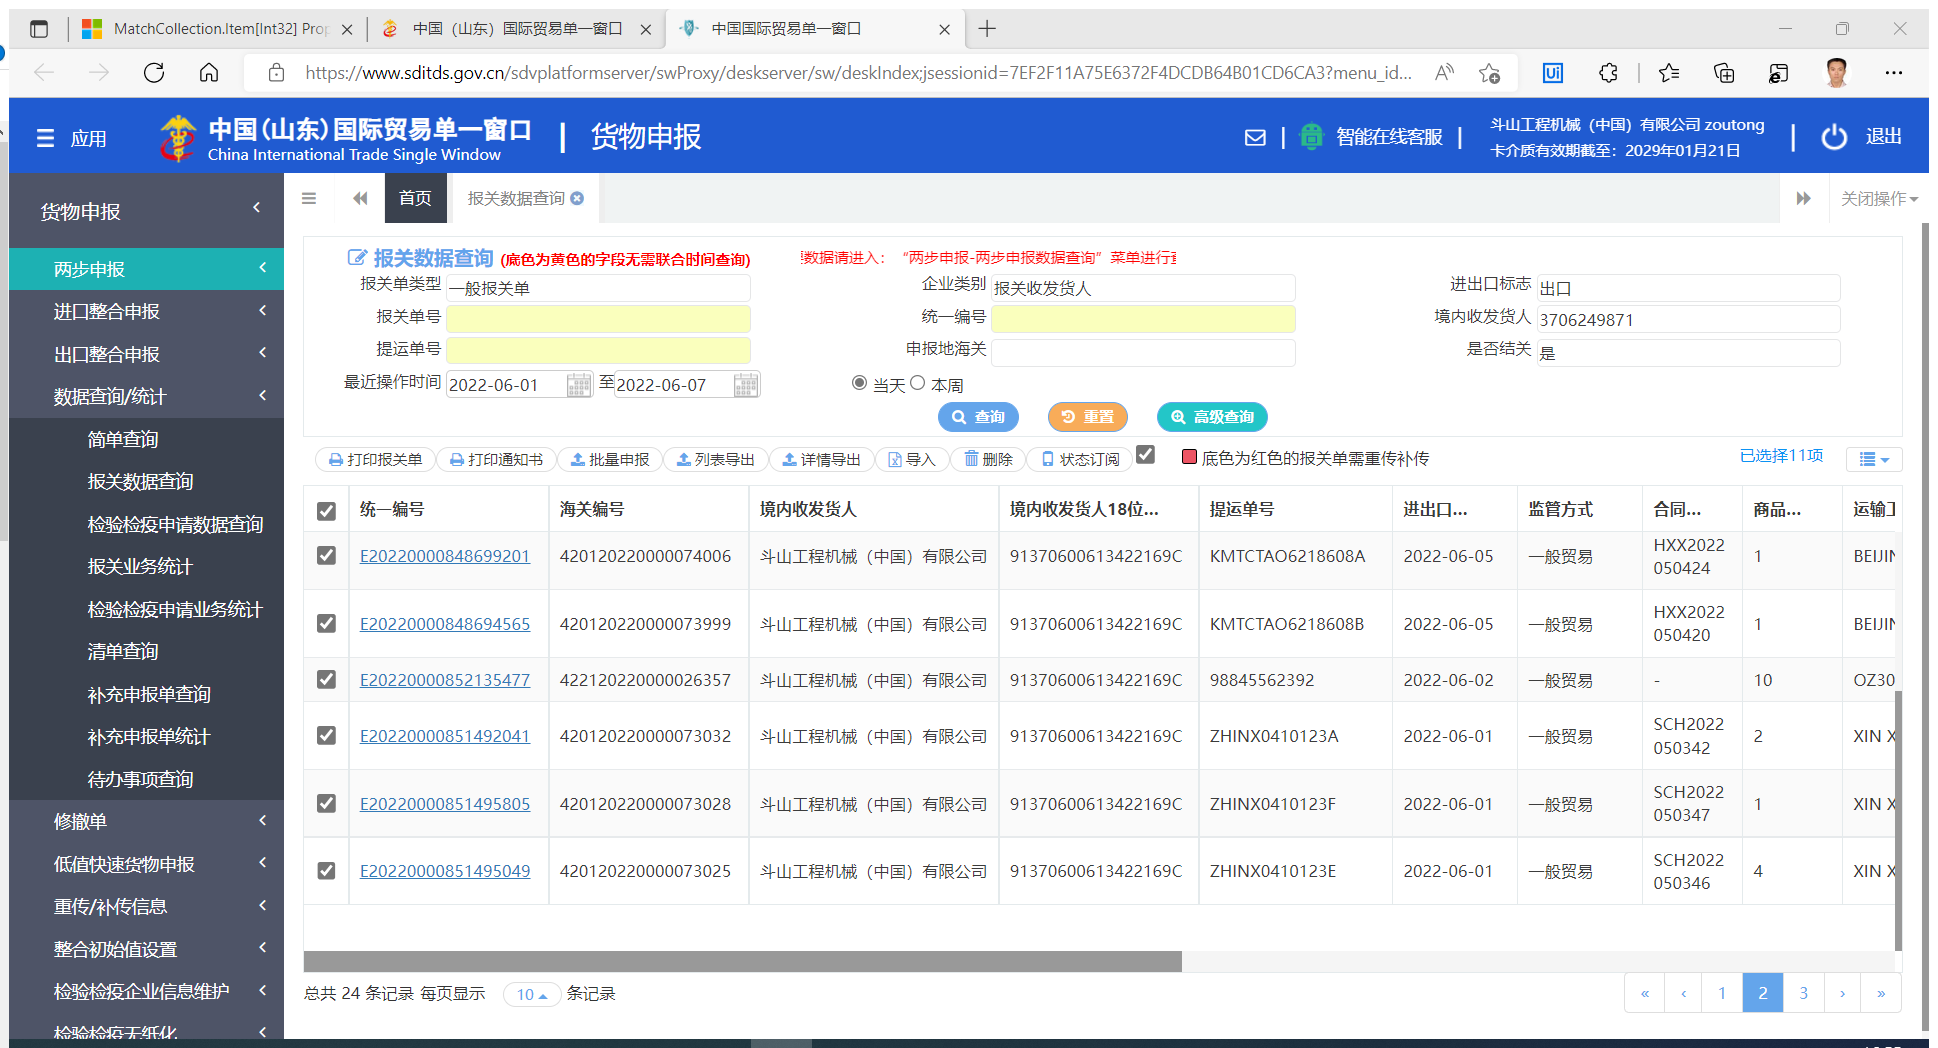 MatchCollection.Item[Int32] Prop
中国（山东）国际贸易单一窗口
中国国际贸易单一窗口
https://www.sditds.gov.cn/sdvplatformserver/swProxy/deskserver/sw/deskIndex;jsessionid=7EF2F11A75E6372F4DCDB64B01CD6CA3?menu_id...
应用
中国(山东)国际贸易单一窗口
China International Trade Single Window
货物申报
智能在线客服
斗山工程机械（中国）有限公司 zoutong
卡介质有效期截至：2029年01月21日
退出
货物申报
首页
报关数据查询
关闭操作
两步申报
进口整合申报
出口整合申报
数据查询/统计
简单查询
报关数据查询
检验检疫申请数据查询
报关业务统计
检验检疫申请业务统计
清单查询
补充申报单查询
补充申报单统计
待办事项查询
修撤单
低值快速货物申报
重传/补传信息
整合初始值设置
检验检疫企业信息维护
检验检疫无纸化
报关数据查询 (底色为黄色的字段无需联合时间查询)
数据请进入：“两步申报-两步申报数据查询”菜单进行查
报关单类型 一般报关单 企业类别 报关收发货人 进出口标志 出口
报关单号 统一编号 境内收发货人 3706249871
提运单号 申报地海关 是否结关 是
最近操作时间 2022-06-01 至 2022-06-07 当天 本周
查询 重置 高级查询
打印报关单 打印通知书 批量申报 列表导出 详情导出 导入 删除 状态订阅 底色为红色的报关单需重传补传 已选择11项
统一编号 海关编号 境内收发货人 境内收发货人18位... 提运单号 进出口... 监管方式 合同... 商品... 运输工
E20220000848699201 420120220000074006 斗山工程机械（中国）有限公司 91370600613422169C KMTCTAO6218608A 2022-06-05 一般贸易 HXX2022050424 1 BEIJIN
E20220000848694565 420120220000073999 斗山工程机械（中国）有限公司 91370600613422169C KMTCTAO6218608B 2022-06-05 一般贸易 HXX2022050420 1 BEIJIN
E20220000852135477 422120220000026357 斗山工程机械（中国）有限公司 91370600613422169C 98845562392 2022-06-02 一般贸易 - 10 OZ30
E20220000851492041 420120220000073032 斗山工程机械（中国）有限公司 91370600613422169C ZHINX0410123A 2022-06-01 一般贸易 SCH2022050342 2 XIN X
E20220000851495805 420120220000073028 斗山工程机械（中国）有限公司 91370600613422169C ZHINX0410123F 2022-06-01 一般贸易 SCH2022050347 1 XIN X
E20220000851495049 420120220000073025 斗山工程机械（中国）有限公司 91370600613422169C ZHINX0410123E 2022-06-01 一般贸易 SCH2022050346 4 XIN X
总共 24 条记录 每页显示 10 条记录
« ‹ 1 2 3 › »